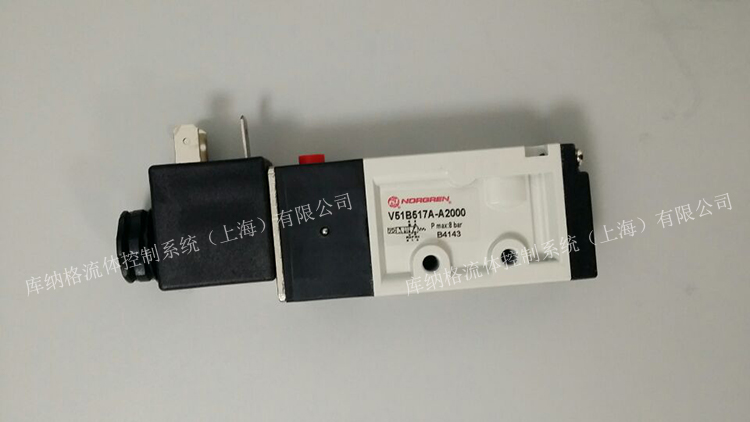 NORGREN
V51B517A-A2000
P max:8 bar
B4143
库纳格流体控制系统（上海）有限公司
库纳格流体控制系统（上海）有限公司